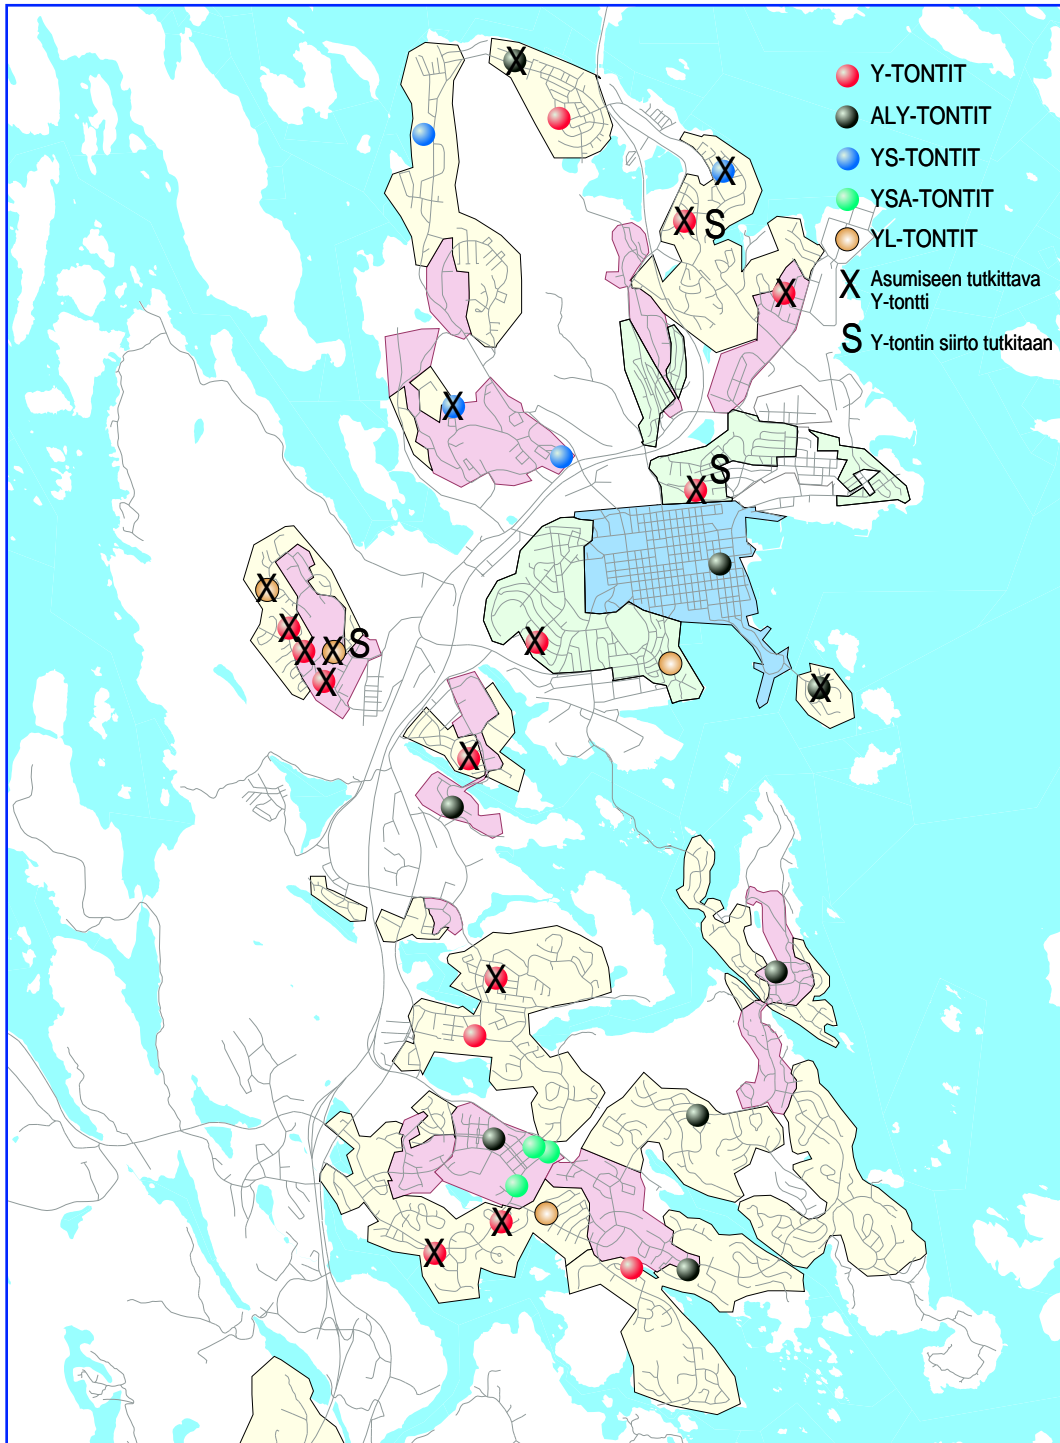 Y-TONTIT
ALY-TONTIT
YS-TONTIT
YSA-TONTIT
YL-TONTIT
X Asumiseen tutkittava
Y-tontti
S Y-tontin siirto tutkitaan
X
X
X
S
X
X
S
X
X
X
X
X
S
X
X
X
X
X
X
X